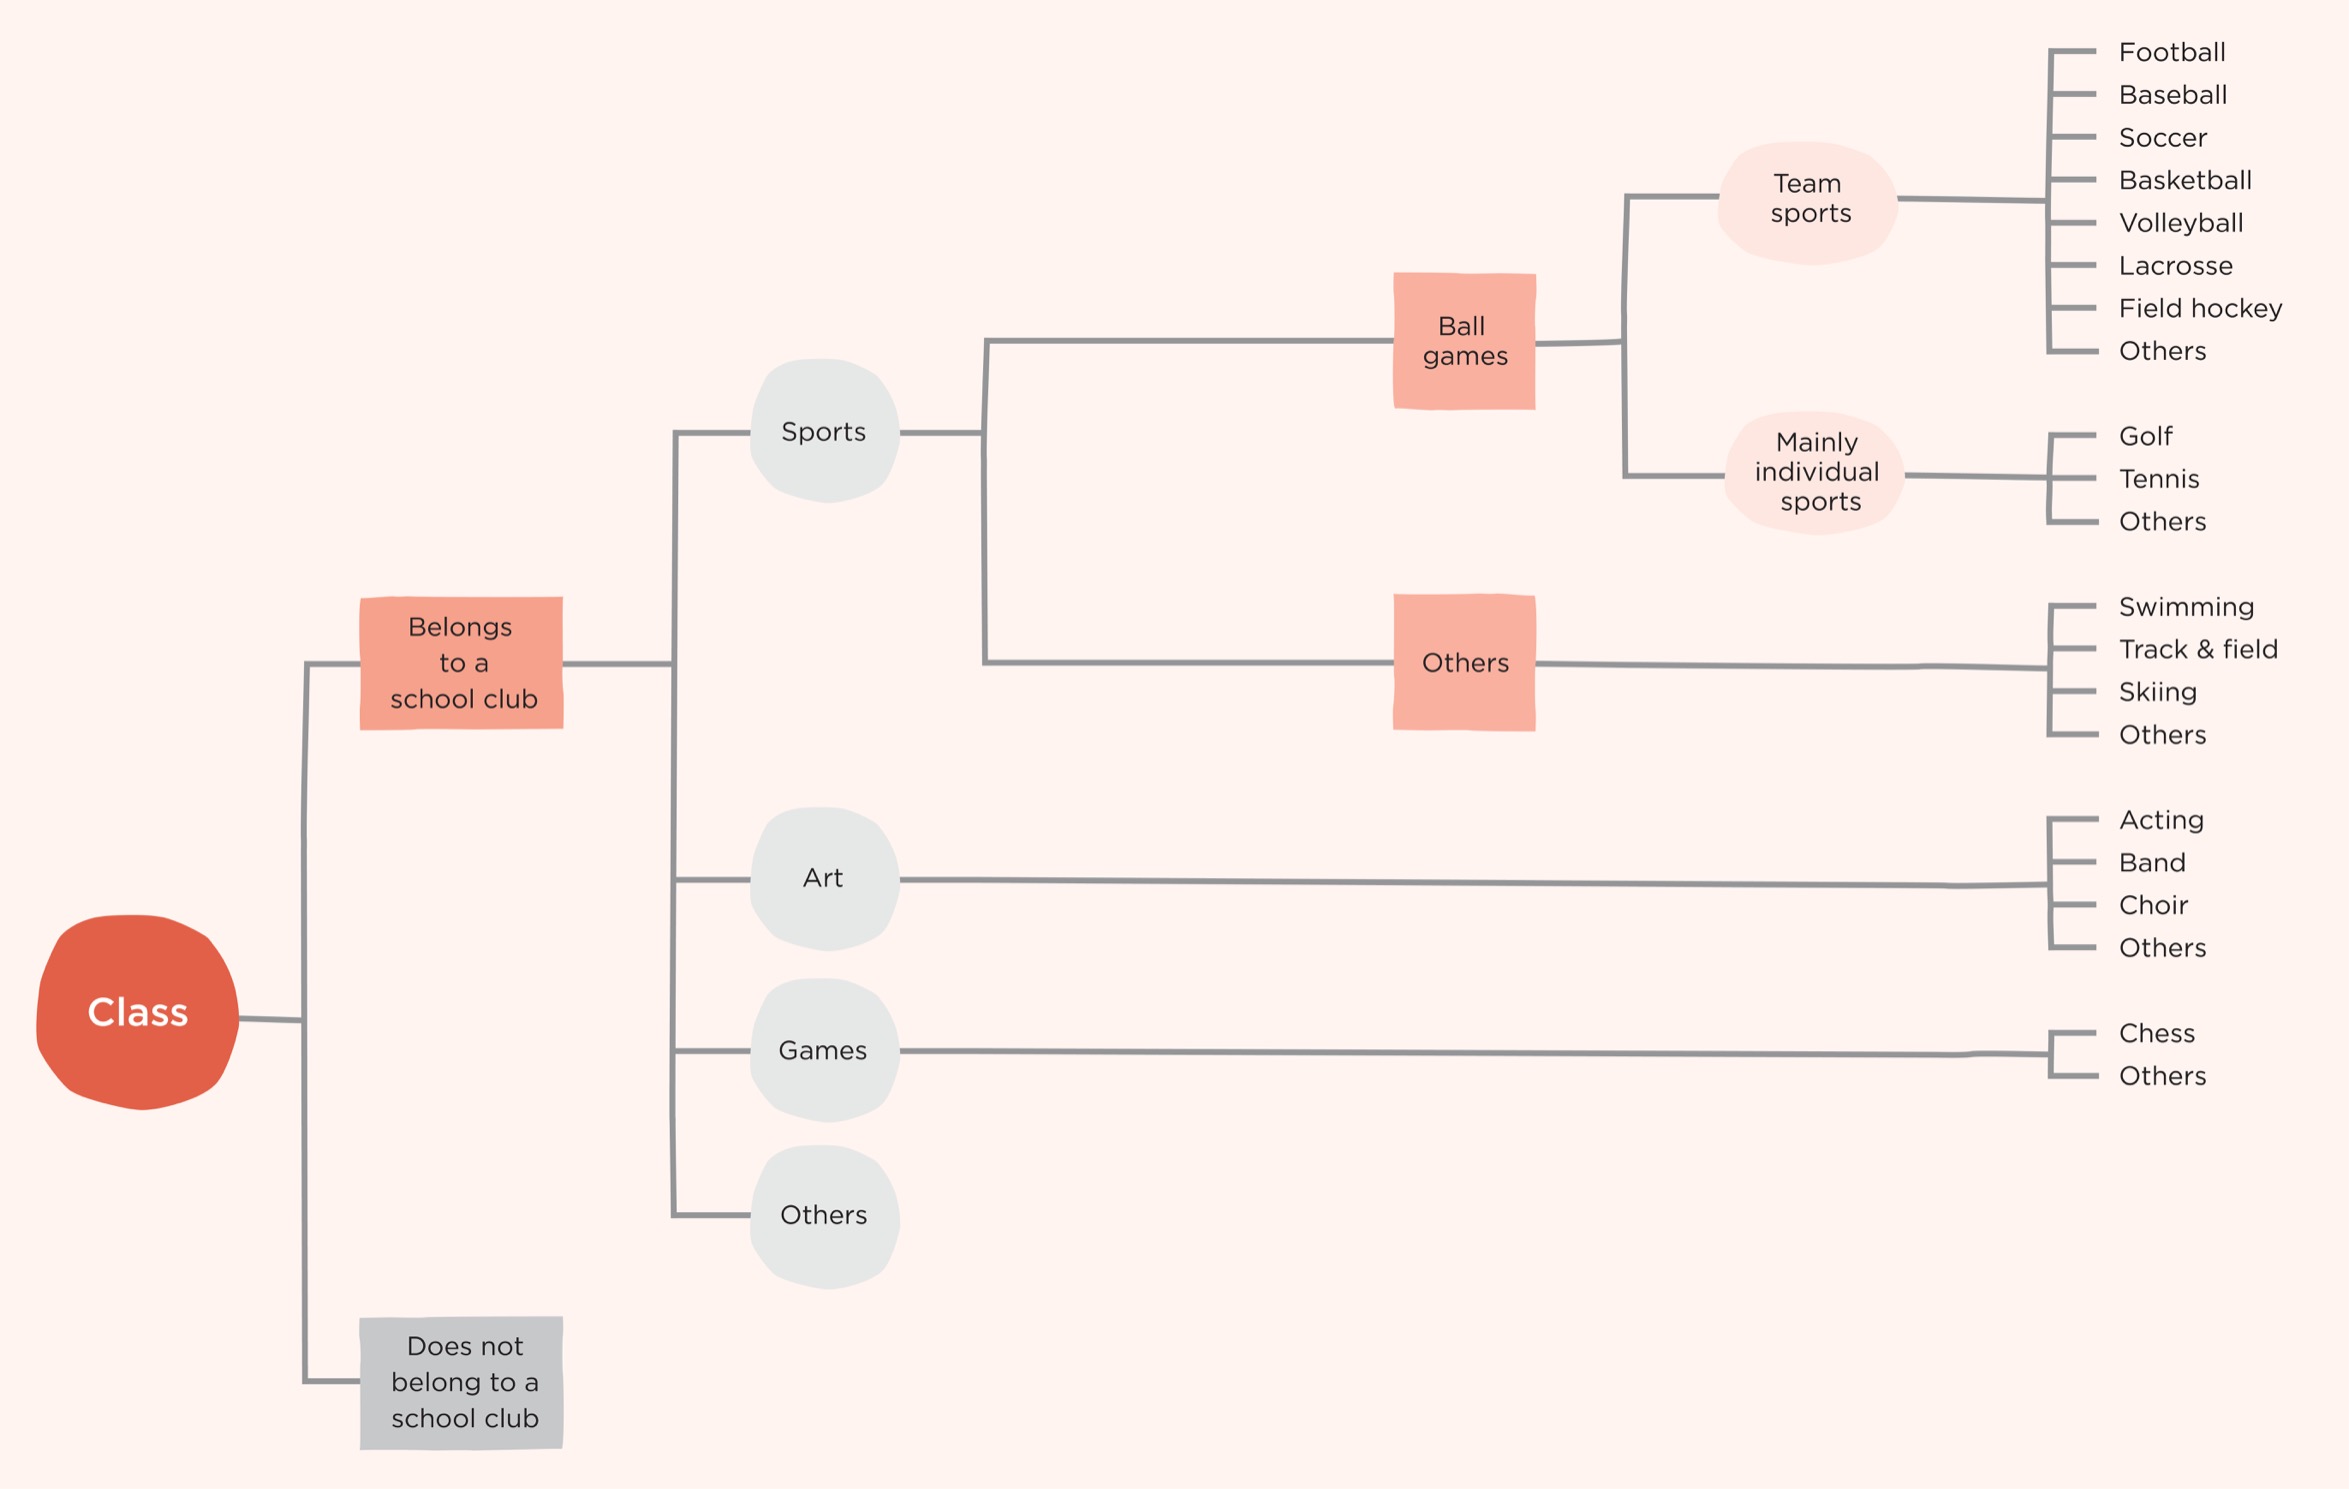 Football
Baseball
Soccer
Basketball
Volleyball
Lacrosse
Field hockey
Others
Team
sports
Ball
games
Sports
Mainly
individual
sports
Golf
Tennis
Others
Belongs
to a
school club
Others
Swimming
Track & field
Skiing
Others
Art
Acting
Band
Choir
Others
Class
Games
Chess
Others
Others
Does not
belong to a
school club